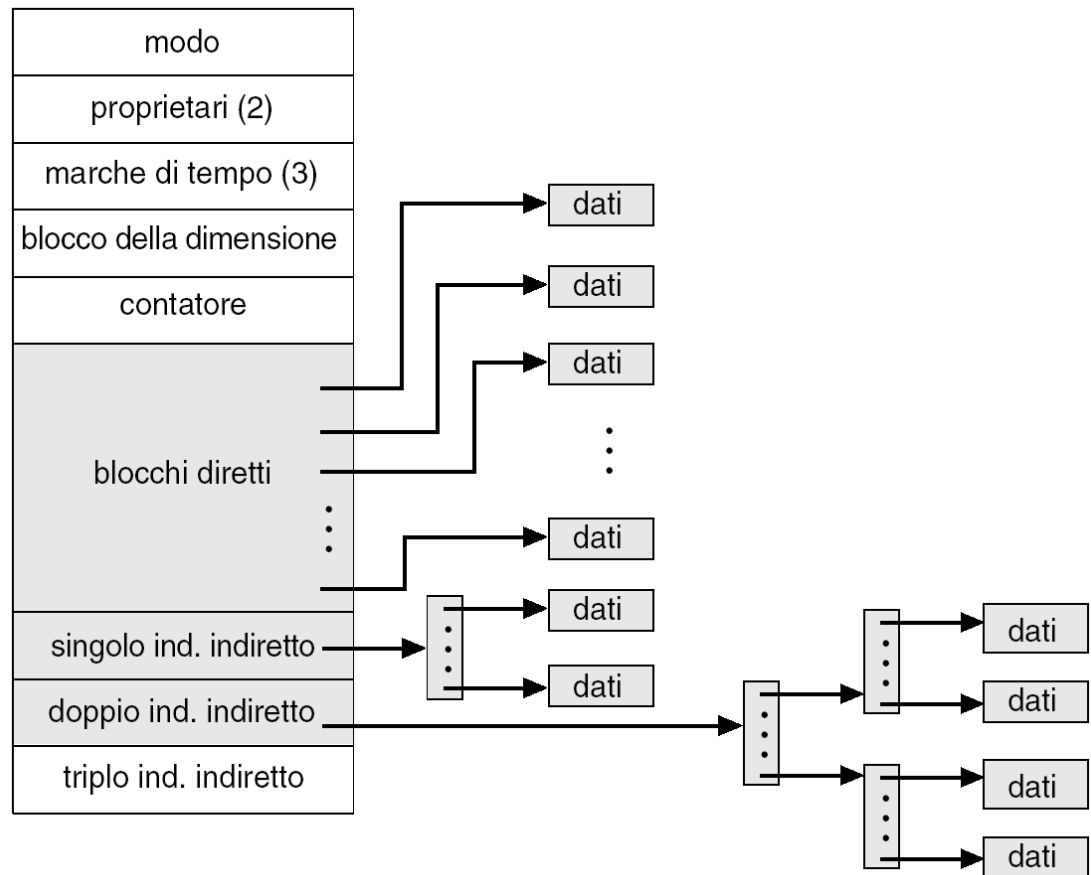 modo
proprietari (2)
marche di tempo (3)
blocco della dimensione
contatore
blocchi diretti
singolo ind. indiretto
doppio ind. indiretto
triplo ind. indiretto
dati
dati
dati
dati
dati
dati
dati
dati
dati
dati